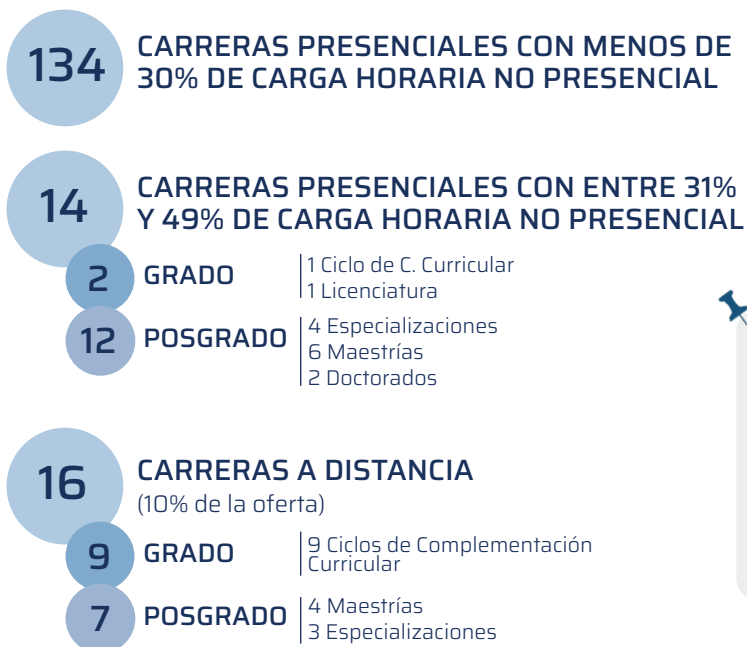 134
CARRERAS PRESENCIALES CON MENOS DE
30% DE CARGA HORARIA NO PRESENCIAL
14
CARRERAS PRESENCIALES CON ENTRE 31%
Y 49% DE CARGA HORARIA NO PRESENCIAL
2
GRADO
1 Ciclo de C. Curricular
1 Licenciatura
12
POSGRADO
4 Especializaciones
6 Maestrías
2 Doctorados
16
CARRERAS A DISTANCIA
(10% de la oferta)
9
GRADO
9 Ciclos de Complementación
Curricular
7
POSGRADO
4 Maestrías
3 Especializaciones